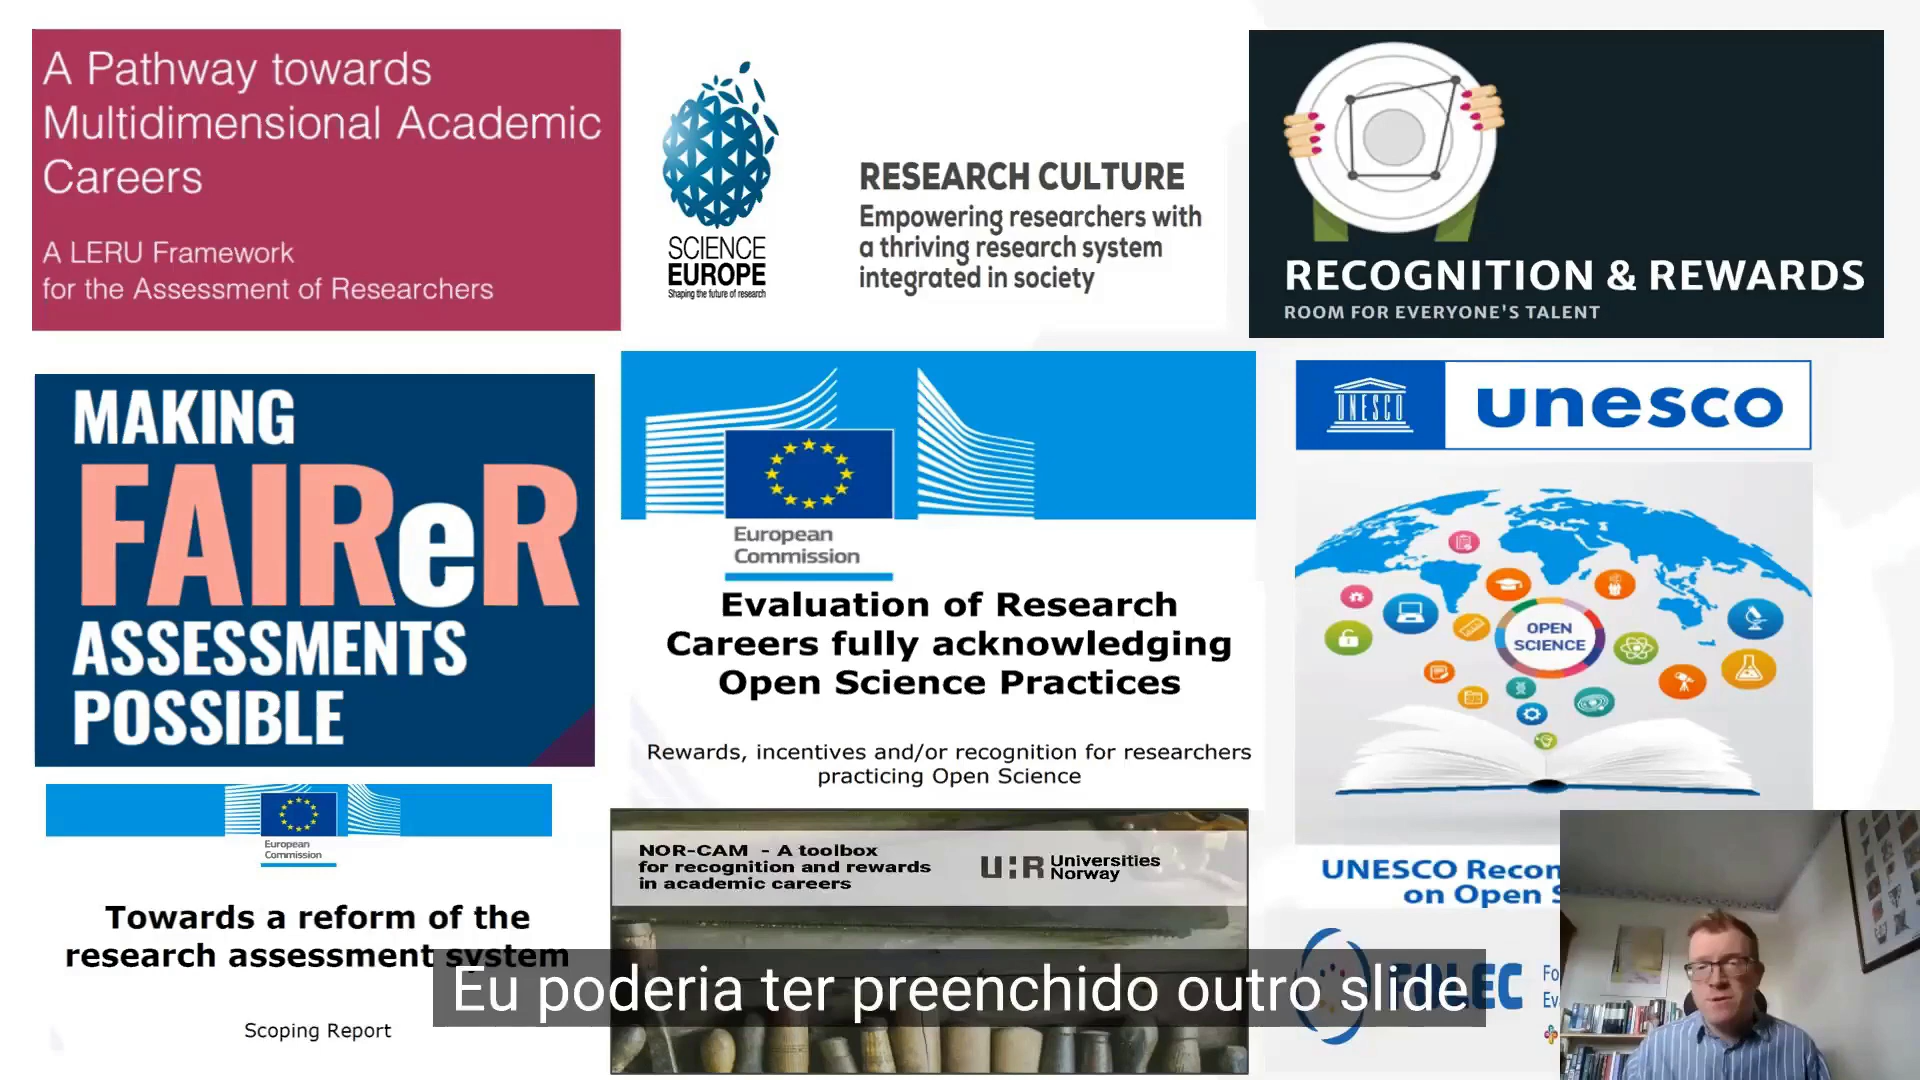 A Pathway towards
Multidimensional Academic
Careers
A LERU Framework
for the Assessment of Researchers
SCIENCE
EUROPE
Shaping the future of research
RESEARCH CULTURE
Empowering researchers with
a thriving research system
integrated in society
RECOGNITION & REWARDS
ROOM FOR EVERYONE'S TALENT
MAKING
FAIReR
ASSESSMENTS
POSSIBLE
European
Commission
Evaluation of Research
Careers fully acknowledging
Open Science Practices
Rewards, incentives and/or recognition for researchers
practicing Open Science
UNESCO
unesco
OPEN
SCIENCE
UNESCO
on Open
European
Commission
Towards a reform of the
research assessment system
Scoping Report
NOR-CAM - A toolbox
for recognition and rewards
in academic careers
U:R Universities
Norway
Eu poderia ter preenchido outro slide